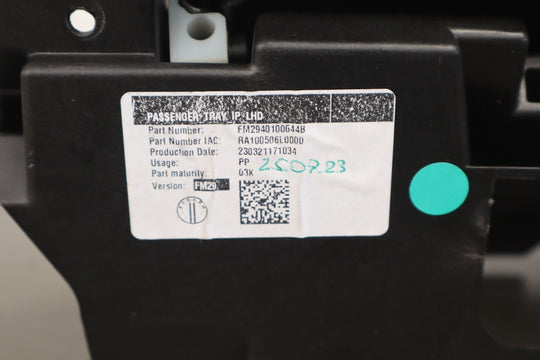 PASSENGER TRAY IP LHD
Part Number: FM2940100644B
Part Number IAC: RA100506L0000
Production Date: 230321171034
Usage: PP
25.07.23
Part maturity: 03K
Version: FM29